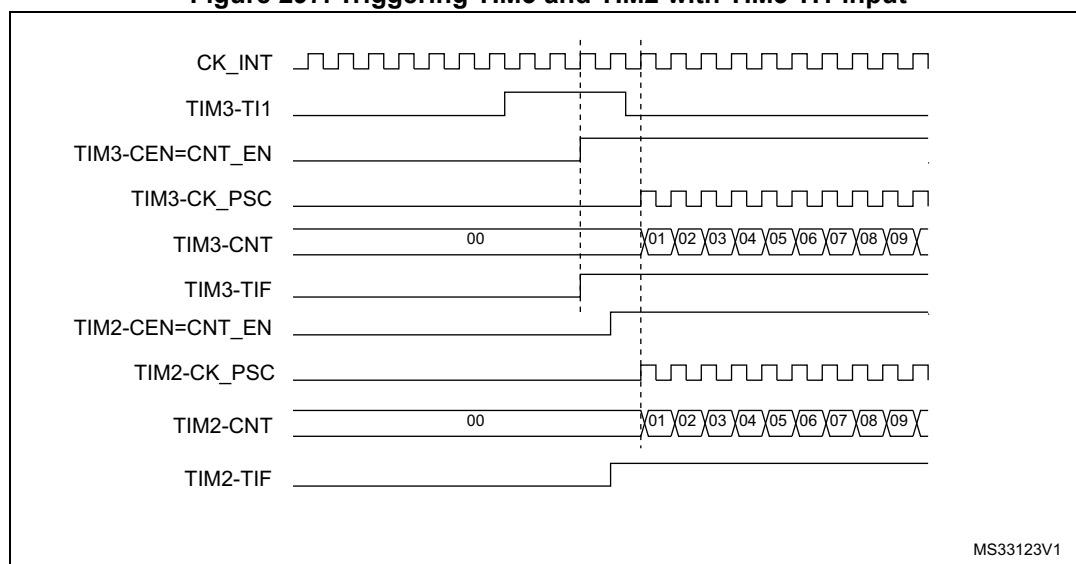 Figure 297. Triggering TIM3 and TIM2 with TIM3 TI1 input
CK_INT
TIM3-TI1
TIM3-CEN=CNT_EN
TIM3-CK_PSC
TIM3-CNT 00 01 02 03 04 05 06 07 08 09
TIM3-TIF
TIM2-CEN=CNT_EN
TIM2-CK_PSC
TIM2-CNT 00 01 02 03 04 05 06 07 08 09
TIM2-TIF
MS33123V1